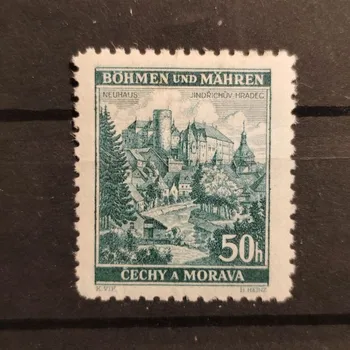 BÖHMEN UND MÄHREN
NEUHAUS JINDŘICHŮV HRADEC
50h
ČECHY A MORAVA